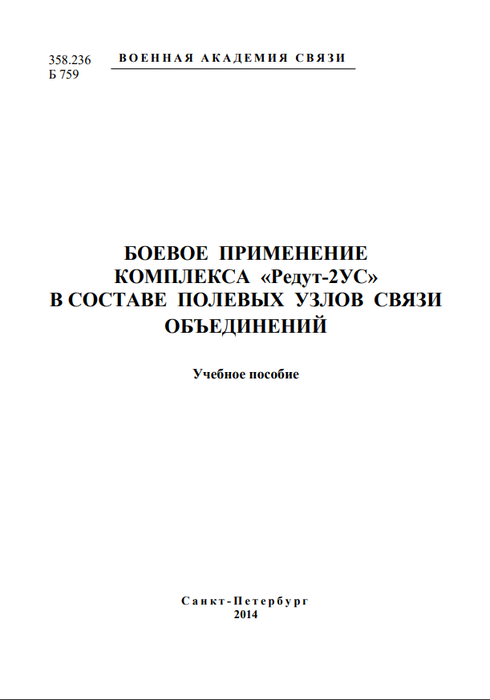 358.236
Б 759
ВОЕННАЯ АКАДЕМИЯ СВЯЗИ
БОЕВОЕ ПРИМЕНЕНИЕ
КОМПЛЕКСА «Редут-2УС»
В СОСТАВЕ ПОЛЕВЫХ УЗЛОВ СВЯЗИ
ОБЪЕДИНЕНИЙ
Учебное пособие
Санкт-Петербург
2014